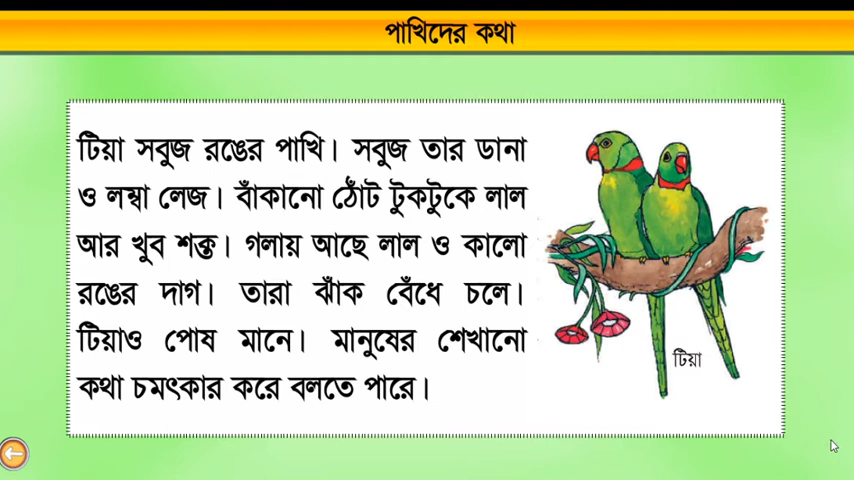 পাখিদের কথা
টিয়া সবুজ রঙের পাখি। সবুজ তার ডানা
ও লম্বা লেজ। বাঁকানো ঠোঁট টুকটুকে লাল
আর খুব শক্ত। গলায় আছে লাল ও কালো
রঙের দাগ। তারা ঝাঁক বেঁধে চলে।
টিয়াও পোষ মানে। মানুষের শেখানো
কথা চমৎকার করে বলতে পারে।
টিয়া